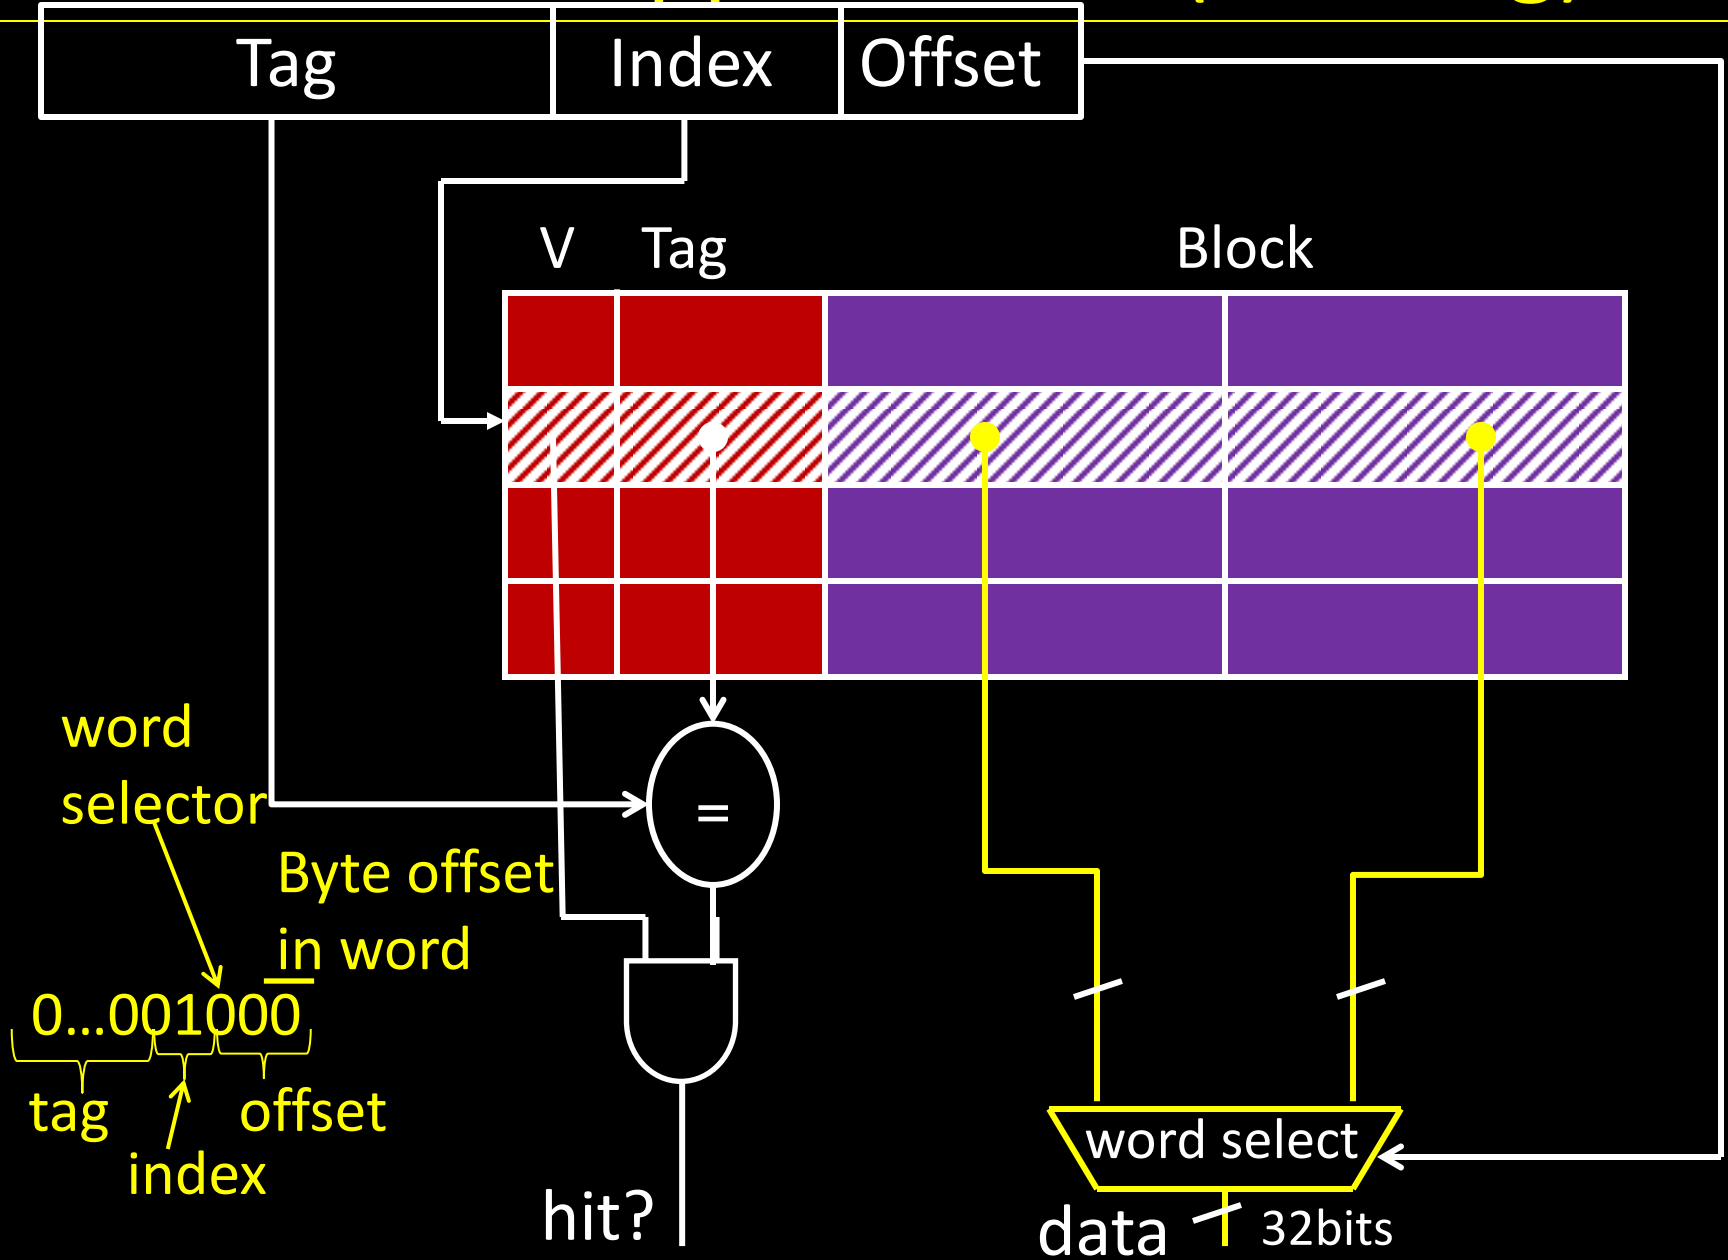 Tag Index Offset
V Tag Block
word
selector
=
Byte offset
in word
0...001000
tag offset
index
word select
hit?
data 32bits